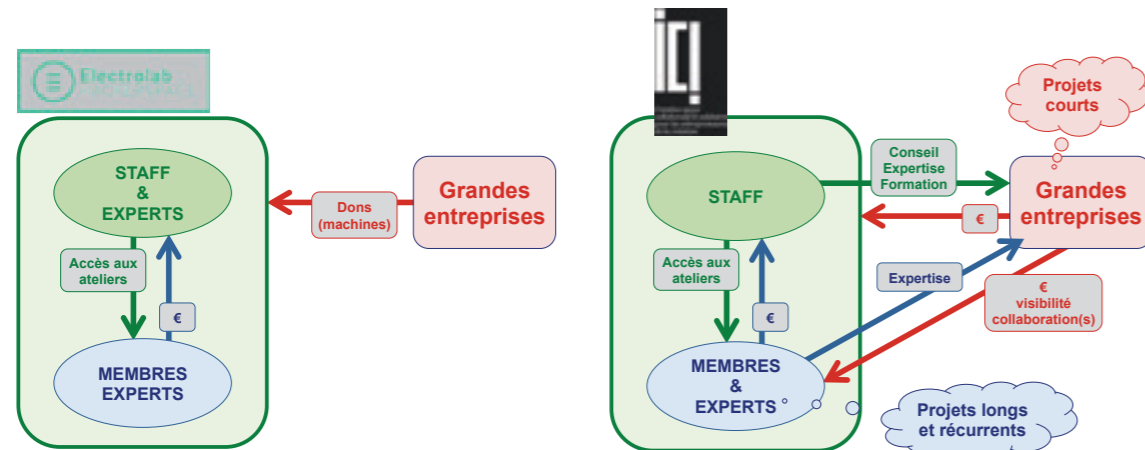 Electrolab
STAFF
&
EXPERTS
Accès aux
ateliers
€
MEMBRES
EXPERTS
Dons
(machines)
Grandes
entreprises
ici
STAFF
Accès aux
ateliers
€
MEMBRES
&
EXPERTS °
Conseil
Expertise
Formation
€
Expertise
€
visibilité
collaboration(s)
Projets
courts
Grandes
entreprises
Projets longs
et récurrents